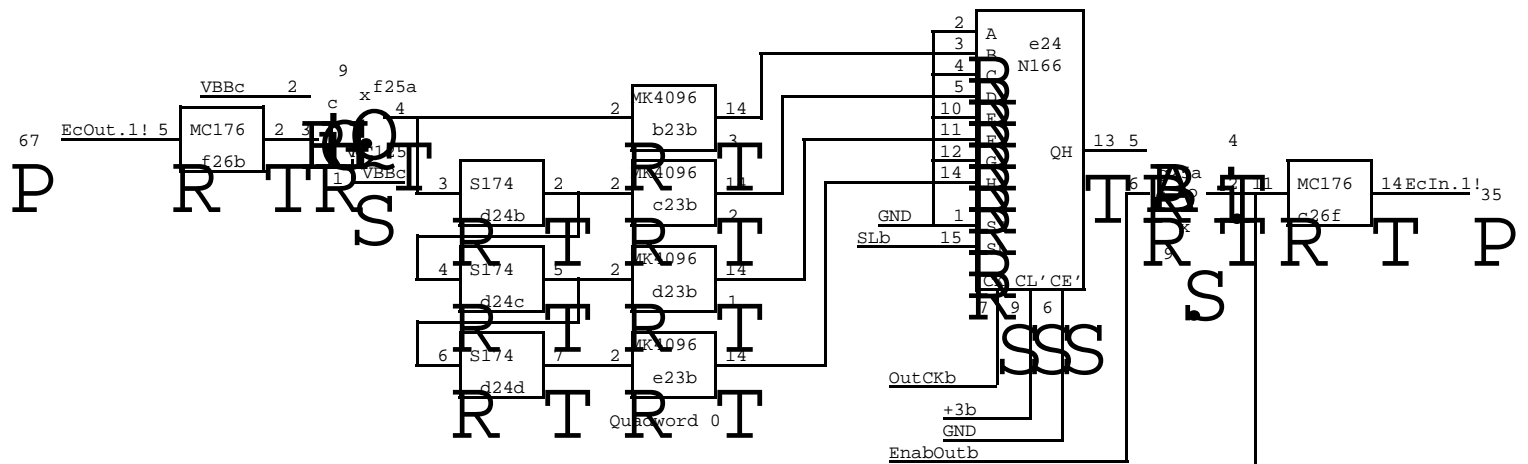 67
P
EcOut.1! 5
VBBc 2
MC176
f26b
R
T
2 3
9
c
x f25a
4
1
VBBc
R
S
T
3 S174 2
d24b
R T
4 S174 5
d24c
R T
6 S174 7
d24d
R T
2 MK4096 14
b23b
R T
3
2 MK4096 14
c23b
R T
2
2 MK4096 14
d23b
R T
1
2 MK4096 14
e23b
R T
Quadword 0
e24
N166
2 A
3 B
4
5
10
11
12
14
GND 1
SLb 15
QH 13 5
CL' CE'
7 9 6
R
S S S
OutCKb
+3b
GND
EnabOutb
T
6
4
R
x
9
S
T
11 MC176 14 EcIn.1!
c26f
R T
35
P